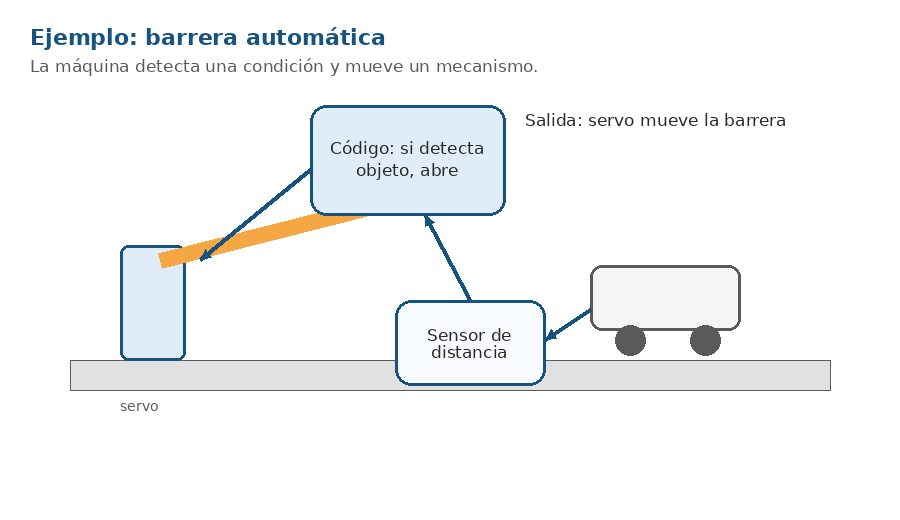 Ejemplo: barrera automática
La máquina detecta una condición y mueve un mecanismo.
Salida: servo mueve la barrera
Código: si detecta
objeto, abre
Sensor de
distancia
servo